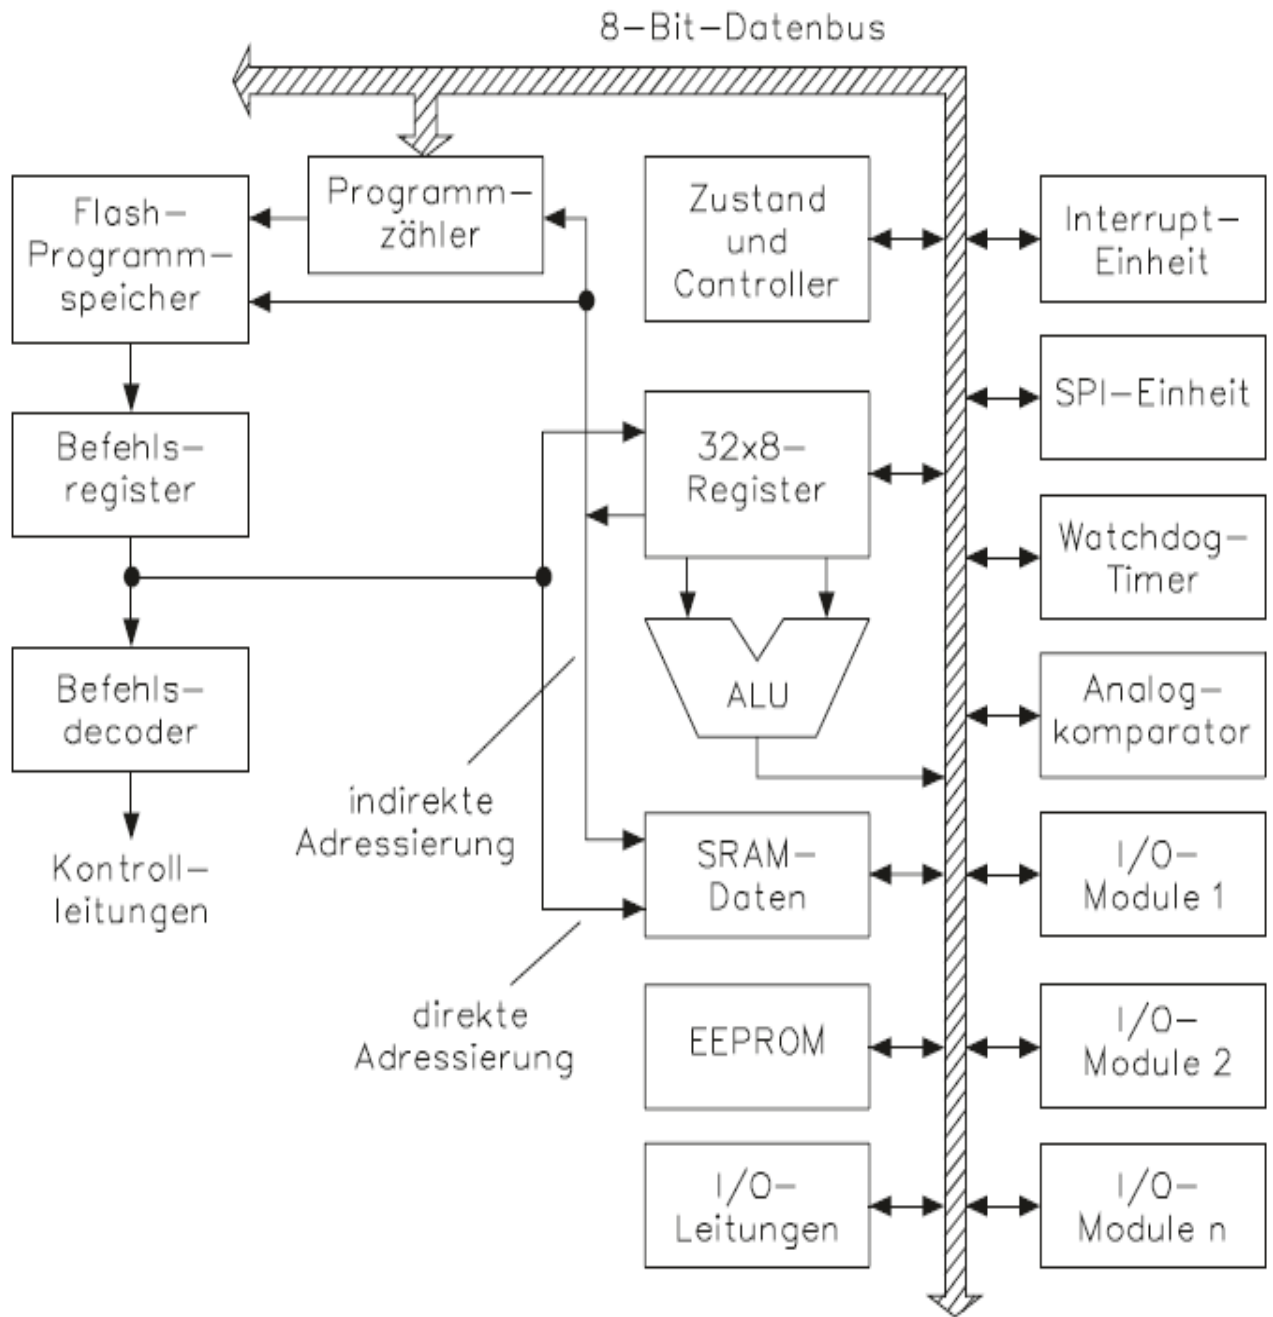 8-Bit-Datenbus
Flash-
Programm-
speicher
Programm-
zähler
Zustand
und
Controller
Interrupt-
Einheit
SPI-Einheit
Befehls-
register
32x8-
Register
Watchdog-
Timer
Befehls-
decoder
ALU
Analog-
komparator
indirekte
Adressierung
Kontroll-
leitungen
SRAM-
Daten
I/O-
Module 1
direkte
Adressierung
EEPROM
I/O-
Module 2
I/O-
Leitungen
I/O-
Module n